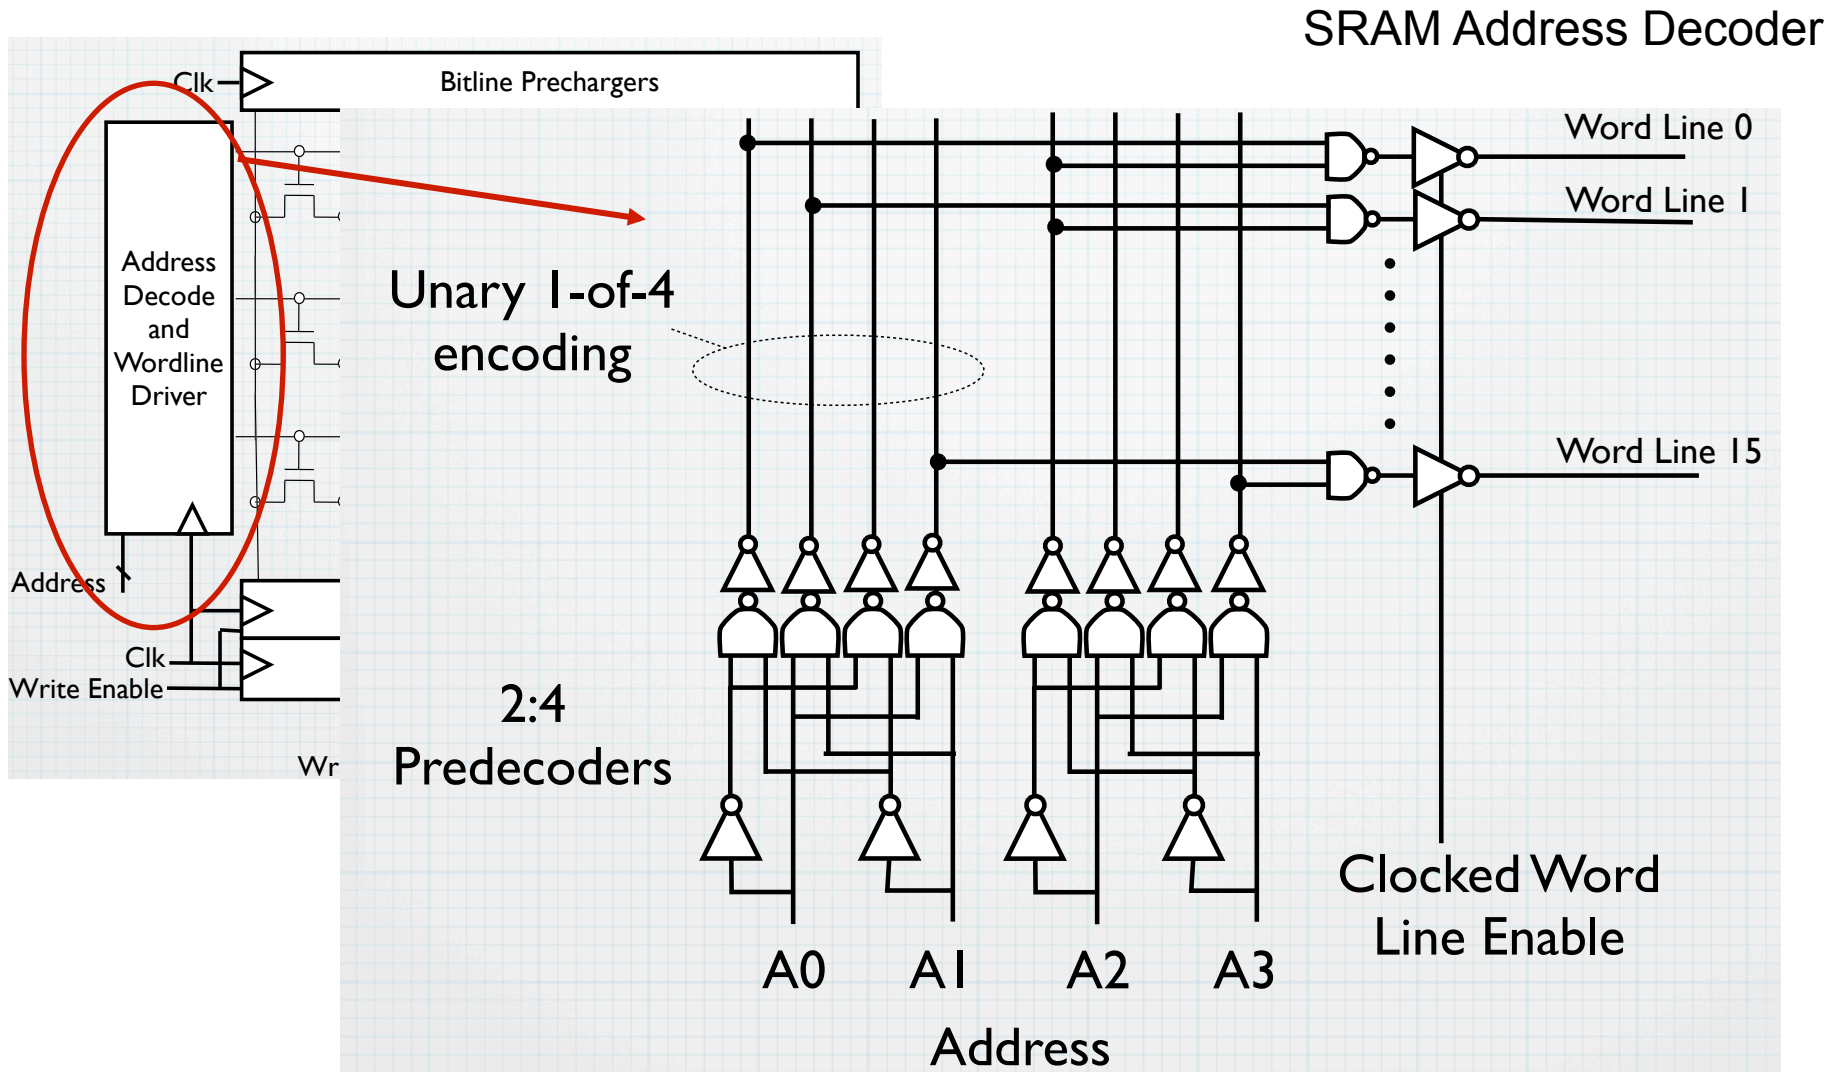 SRAM Address Decoder
Clk
Bitline Prechargers
Word Line 0
Word Line 1
Address
Decode
and
Wordline
Driver
Unary 1-of-4
encoding
Word Line 15
Address
Clk
Write Enable
2:4
Predecoders
Wr
Clocked Word
Line Enable
A0 A1 A2 A3
Address